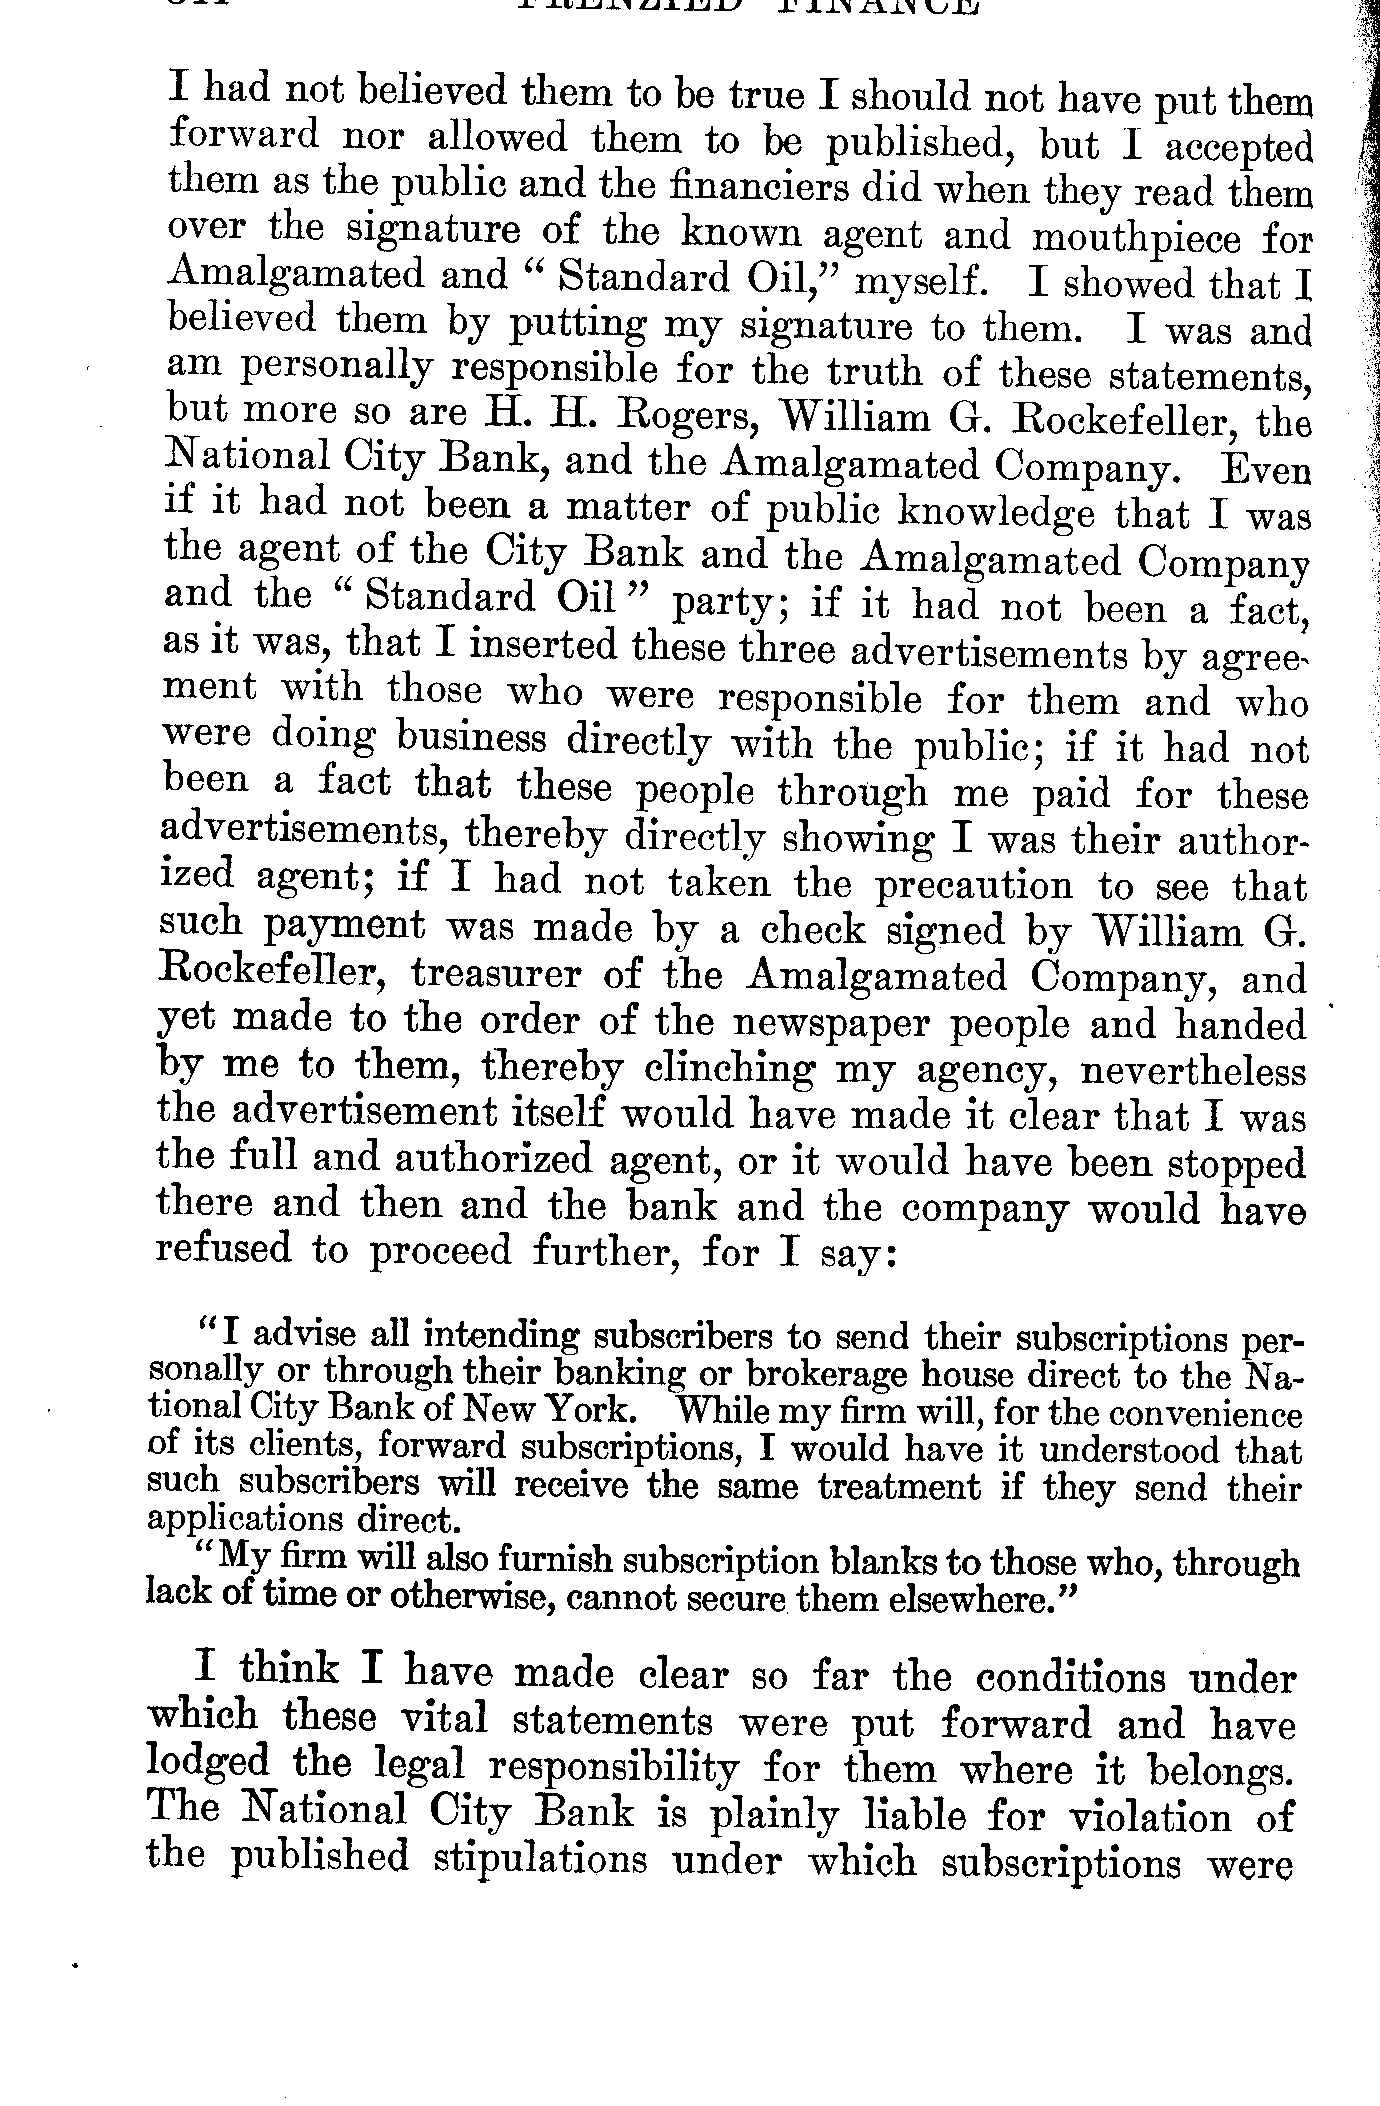 FRENZIED FINANCE
I had not believed them to be true I should not have put them
forward nor allowed them to be published, but I accepted
them as the public and the financiers did when they read them
over the signature of the known agent and mouthpiece for
Amalgamated and “ Standard Oil,” myself. I showed that I
believed them by putting my signature to them. I was and
am personally responsible for the truth of these statements,
but more so are H. H. Rogers, William G. Rockefeller, the
National City Bank, and the Amalgamated Company. Even
if it had not been a matter of public knowledge that I was
the agent of the City Bank and the Amalgamated Company
and the “ Standard Oil ” party; if it had not been a fact,
as it was, that I inserted these three advertisements by agree-
ment with those who were responsible for them and who
were doing business directly with the public; if it had not
been a fact that these people through me paid for these
advertisements, thereby directly showing I was their author-
ized agent; if I had not taken the precaution to see that
such payment was made by a check signed by William G.
Rockefeller, treasurer of the Amalgamated Company, and
yet made to the order of the newspaper people and handed
by me to them, thereby clinching my agency, nevertheless
the advertisement itself would have made it clear that I was
the full and authorized agent, or it would have been stopped
there and then and the bank and the company would have
refused to proceed further, for I say:
“I advise all intending subscribers to send their subscriptions per-
sonally or through their banking or brokerage house direct to the Na-
tional City Bank of New York. While my firm will, for the convenience
of its clients, forward subscriptions, I would have it understood that
such subscribers will receive the same treatment if they send their
applications direct.
“My firm will also furnish subscription blanks to those who, through
lack of time or otherwise, cannot secure them elsewhere.”
I think I have made clear so far the conditions under
which these vital statements were put forward and have
lodged the legal responsibility for them where it belongs.
The National City Bank is plainly liable for violation of
the published stipulations under which subscriptions were